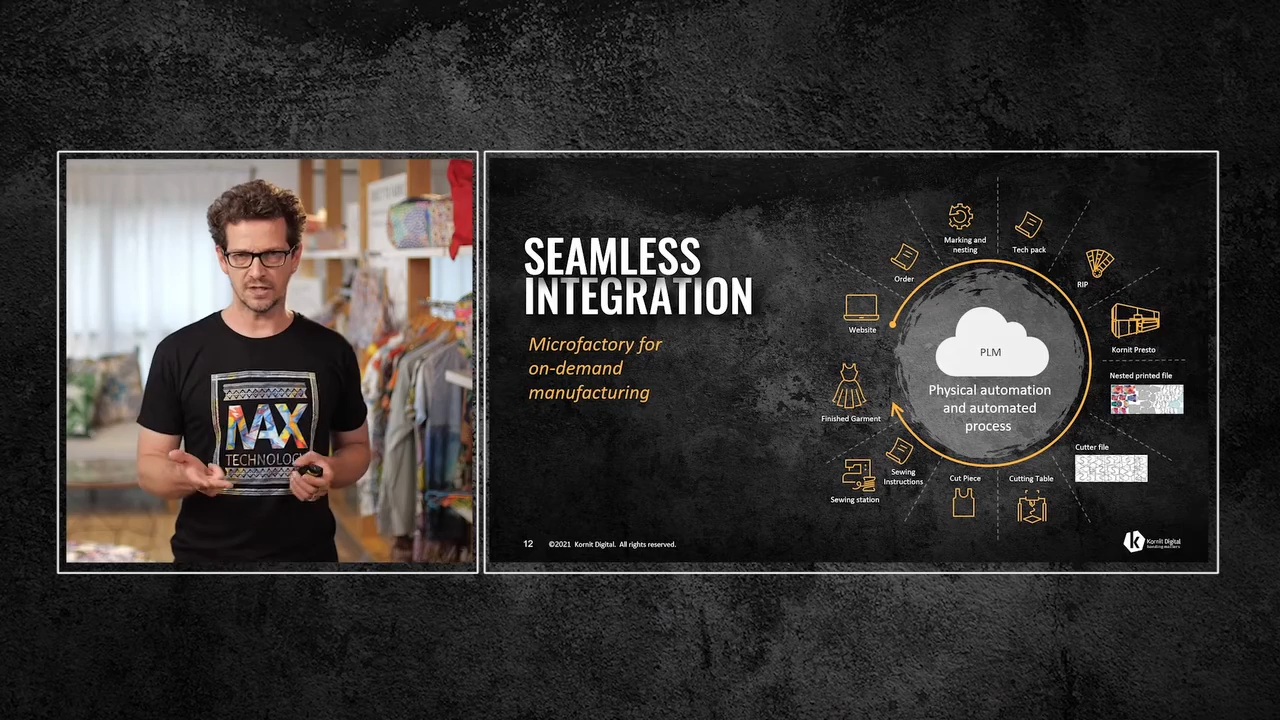 MAX
TECHNOLOGY
SEAMLESS
INTEGRATION
Microfactory for
on-demand
manufacturing
Website
Order
Marking and
nesting
Tech pack
RIP
Kornit Presto
Nested printed file
Cutter file
Cutting Table
Cut Piece
Sewing
Instructions
Sewing station
Finished Garment
PLM
Physical automation
and automated
process
12
©2021 Kornit Digital. All rights reserved.
k
Kornit Digital